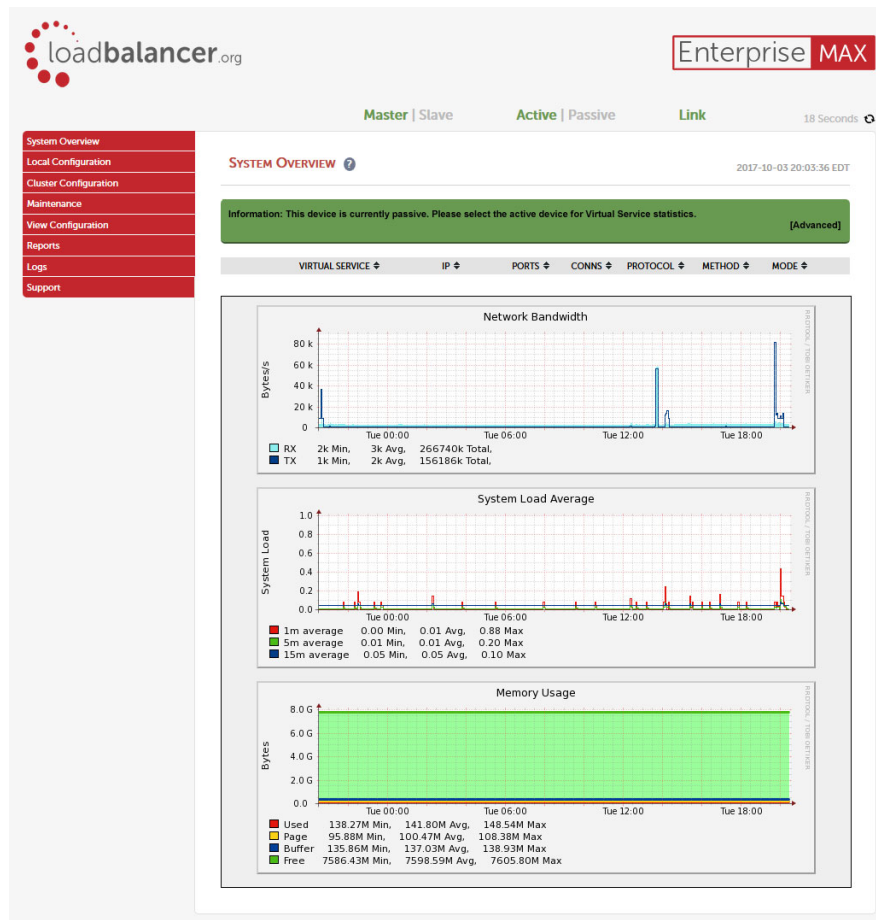 loadbalancer.org
Enterprise MAX
Master | Slave Active | Passive Link 18 Seconds
System Overview
Local Configuration
Cluster Configuration
Maintenance
View Configuration
Reports
Logs
Support
SYSTEM OVERVIEW ? 2017-10-03 20:03:36 EDT
Information: This device is currently passive. Please select the active device for Virtual Service statistics.
[Advanced]
VIRTUAL SERVICE IP PORTS CONNS PROTOCOL METHOD MODE
Network Bandwidth
RRDTOOL / TOBI OETIKER
Bytes/s
80 k
60 k
40 k
20 k
0
Tue 00:00 Tue 06:00 Tue 12:00 Tue 18:00
RX 2k Min, 3k Avg, 266740k Total,
TX 1k Min, 2k Avg, 156186k Total,
System Load Average
RRDTOOL / TOBI OETIKER
System Load
1.0
0.8
0.6
0.4
0.2
0.0
Tue 00:00 Tue 06:00 Tue 12:00 Tue 18:00
1m average 0.00 Min, 0.01 Avg, 0.88 Max
5m average 0.01 Min, 0.01 Avg, 0.20 Max
15m average 0.05 Min, 0.05 Avg, 0.10 Max
Memory Usage
RRDTOOL / TOBI OETIKER
Bytes
8.0 G
6.0 G
4.0 G
2.0 G
0.0
Tue 00:00 Tue 06:00 Tue 12:00 Tue 18:00
Used 138.27M Min, 141.80M Avg, 148.54M Max
Page 95.88M Min, 100.47M Avg, 108.38M Max
Buffer 135.86M Min, 137.03M Avg, 138.93M Max
Free 7586.43M Min, 7598.59M Avg, 7605.80M Max